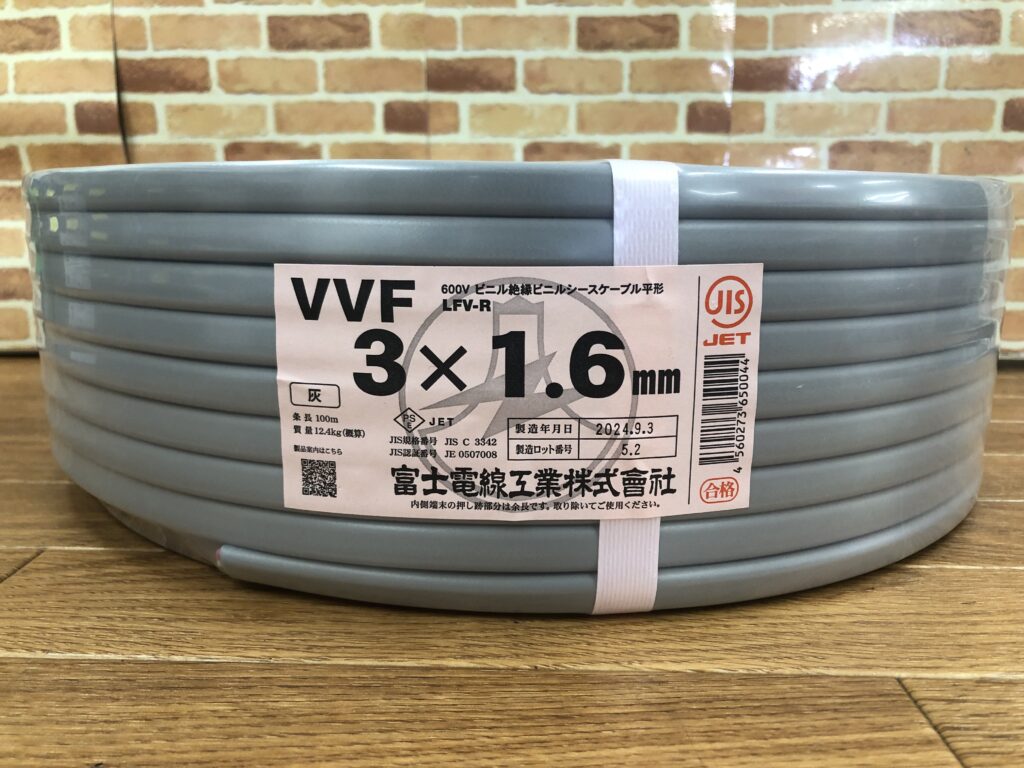 VVF
600V ビニル絶縁ビニルシースケーブル平形
LFV-R
3×1.6mm
灰
条長 100m
質量 12.4kg(概算)
製品案内はこちら
PS
E
JET
JIS規格番号 JIS C 3342
JIS認証番号 JE 0507008
製造年月日 2024.9.3
製造ロット番号 5.2
富士電線工業株式會社
内側端末の押し跡部分は余長です。取り除いてご使用ください。
JIS
JET
4 560273 650044
合格